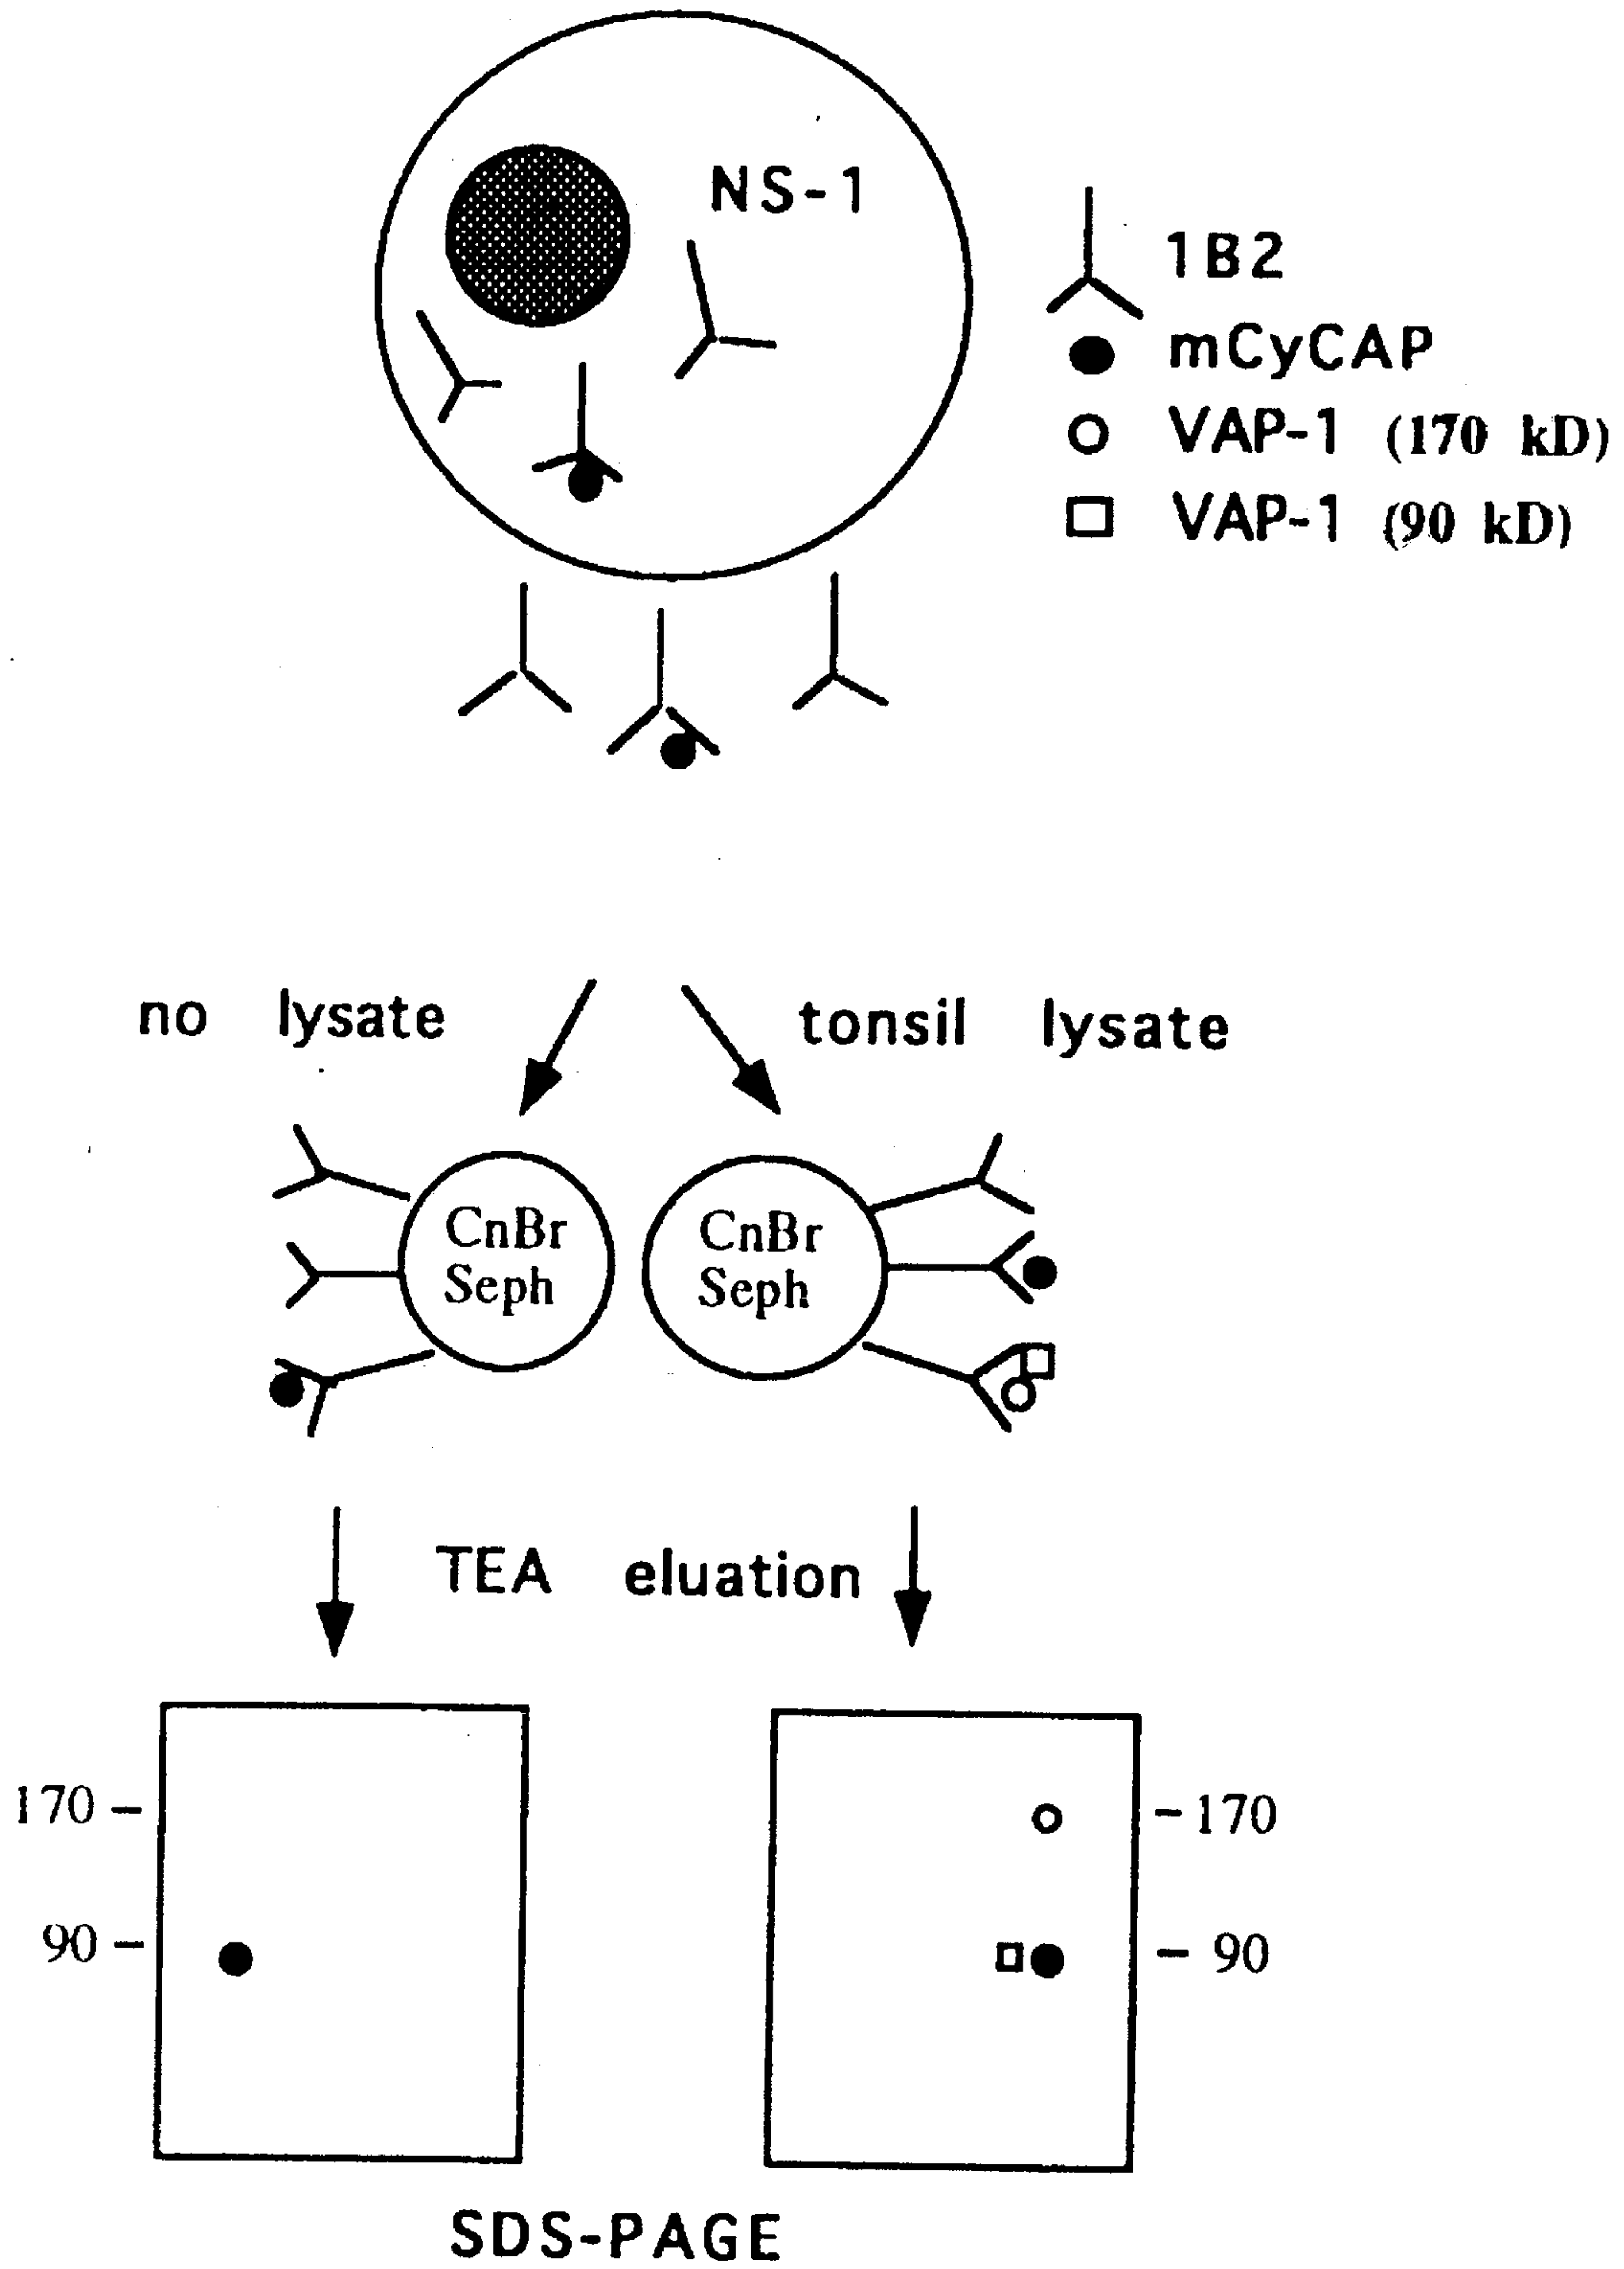 NS-1
1B2
mCyCAP
VAP-1 (170 kD)
VAP-1 (90 kD)
no lysate
tonsil lysate
CnBr
Seph
CnBr
Seph
TEA eluation
170
90
170
90
SDS-PAGE